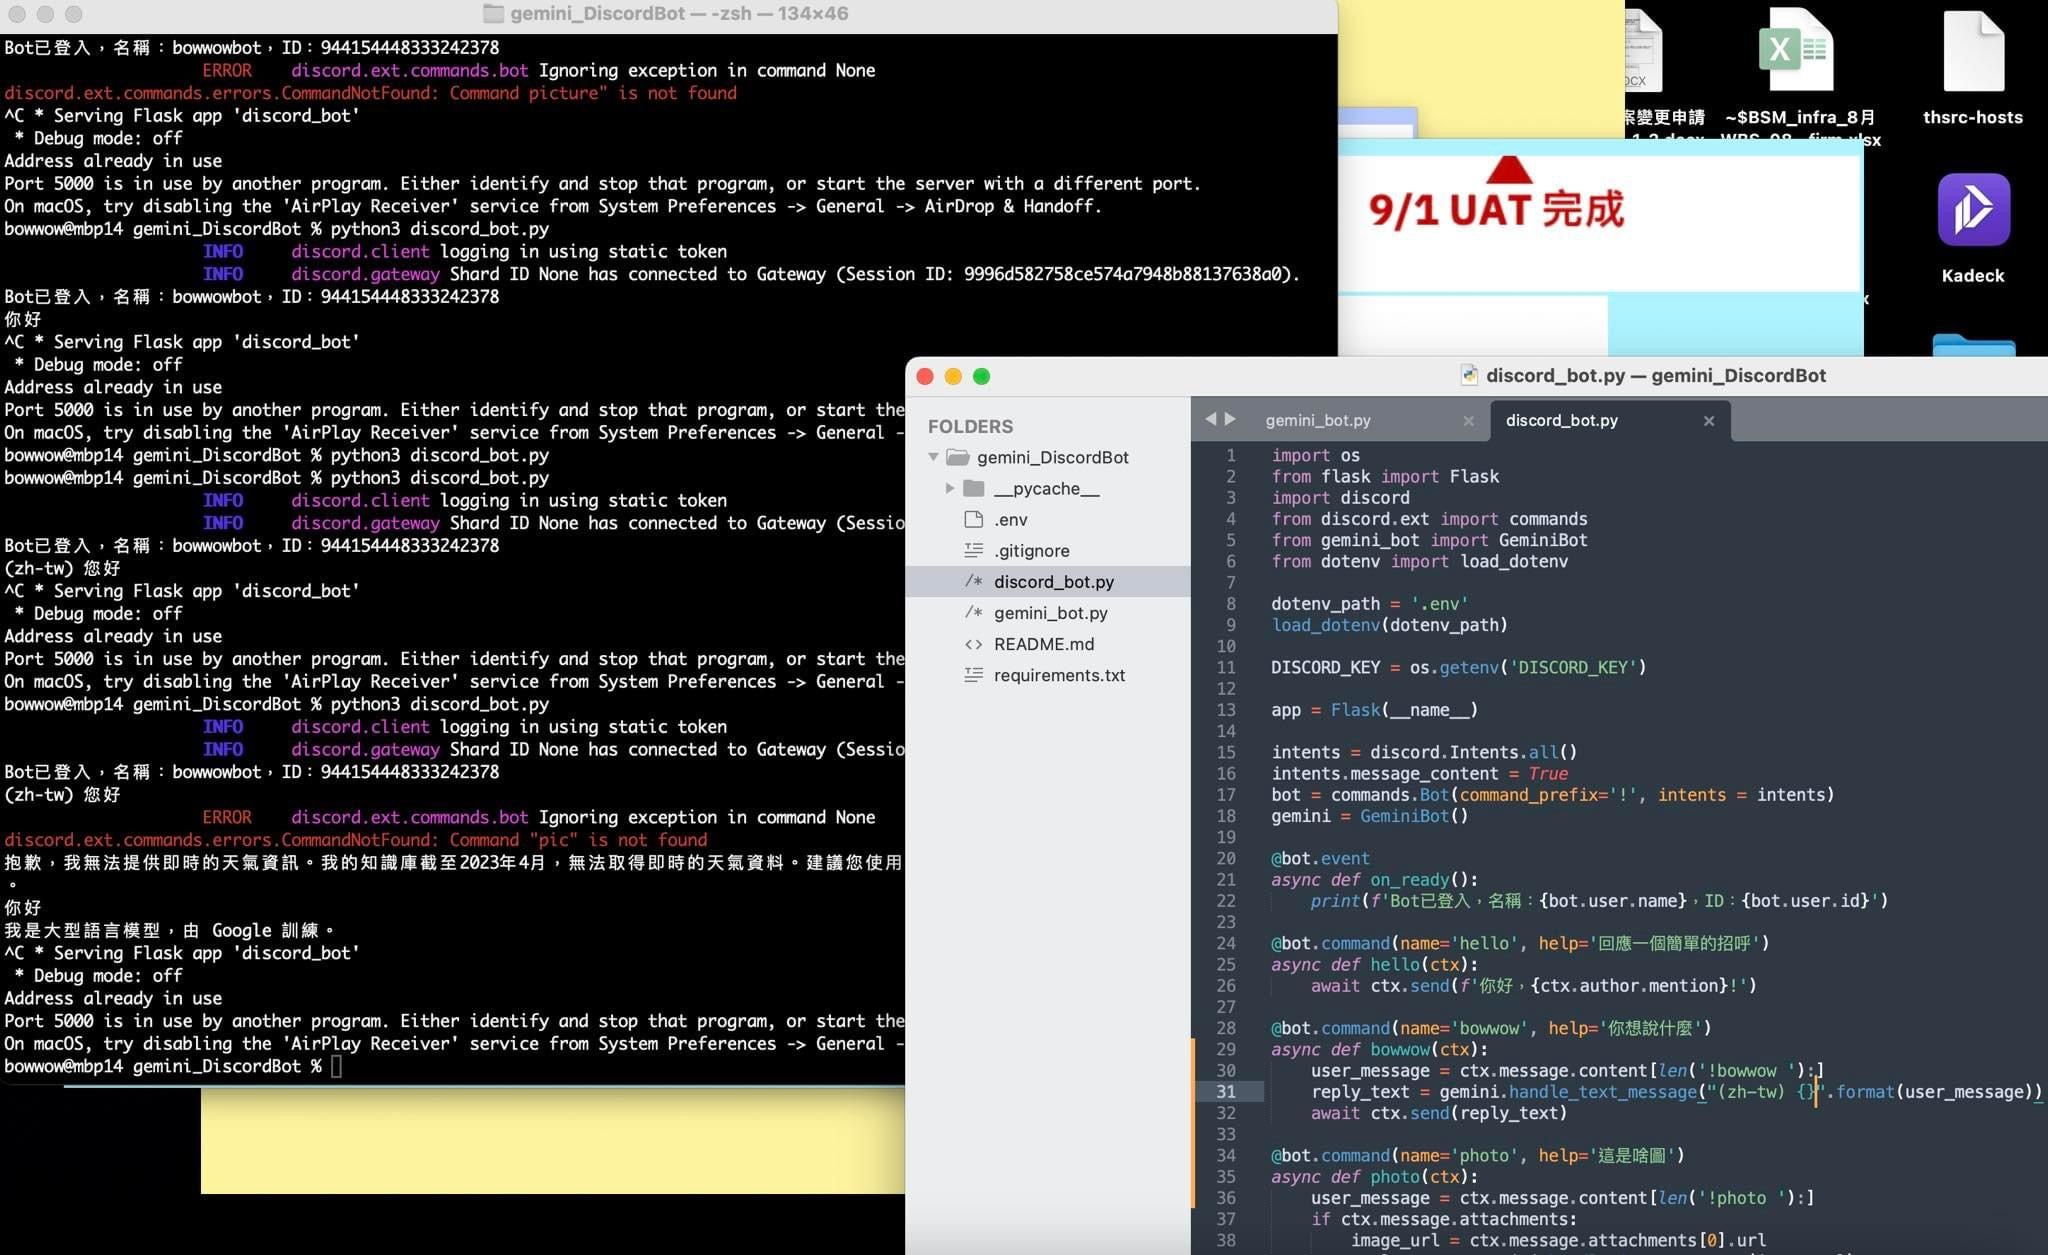 gemini_DiscordBot — -zsh — 134×46
Bot已登入，名稱：bowwowbot，ID：944154448333242378
ERROR    discord.ext.commands.bot Ignoring exception in command None
discord.ext.commands.errors.CommandNotFound: Command picture" is not found
^C * Serving Flask app 'discord_bot'
 * Debug mode: off
Address already in use
Port 5000 is in use by another program. Either identify and stop that program, or start the server with a different port.
On macOS, try disabling the 'AirPlay Receiver' service from System Preferences -> General -> AirDrop & Handoff.
bowwow@mbp14 gemini_DiscordBot % python3 discord_bot.py
INFO     discord.client logging in using static token
INFO     discord.gateway Shard ID None has connected to Gateway (Session ID: 9996d582758ce574a7948b88137638a0).
Bot已登入，名稱：bowwowbot，ID：944154448333242378
你好
^C * Serving Flask app 'discord_bot'
 * Debug mode: off
Address already in use
Port 5000 is in use by another program. Either identify and stop that program, or start the
On macOS, try disabling the 'AirPlay Receiver' service from System Preferences -> General -
bowwow@mbp14 gemini_DiscordBot % python3 discord_bot.py
bowwow@mbp14 gemini_DiscordBot % python3 discord_bot.py
INFO     discord.client logging in using static token
INFO     discord.gateway Shard ID None has connected to Gateway (Sessio
Bot已登入，名稱：bowwowbot，ID：944154448333242378
(zh-tw) 您好
^C * Serving Flask app 'discord_bot'
 * Debug mode: off
Address already in use
Port 5000 is in use by another program. Either identify and stop that program, or start the
On macOS, try disabling the 'AirPlay Receiver' service from System Preferences -> General -
bowwow@mbp14 gemini_DiscordBot % python3 discord_bot.py
INFO     discord.client logging in using static token
INFO     discord.gateway Shard ID None has connected to Gateway (Sessio
Bot已登入，名稱：bowwowbot，ID：944154448333242378
(zh-tw) 您好
ERROR    discord.ext.commands.bot Ignoring exception in command None
discord.ext.commands.errors.CommandNotFound: Command "pic" is not found
抱歉，我無法提供即時的天氣資訊。我的知識庫截至2023年4月，無法取得即時的天氣資料。建議您使用
。
你好
我是大型語言模型，由 Google 訓練。
^C * Serving Flask app 'discord_bot'
 * Debug mode: off
Address already in use
Port 5000 is in use by another program. Either identify and stop that program, or start the
On macOS, try disabling the 'AirPlay Receiver' service from System Preferences -> General -
bowwow@mbp14 gemini_DiscordBot %
案變更申請
~$BSM_infra_8月
thsrc-hosts
9/1 UAT 完成
Kadeck
discord_bot.py — gemini_DiscordBot
FOLDERS
gemini_DiscordBot
__pycache__
.env
.gitignore
discord_bot.py
gemini_bot.py
README.md
requirements.txt
gemini_bot.py
discord_bot.py
1 import os
2 from flask import Flask
3 import discord
4 from discord.ext import commands
5 from gemini_bot import GeminiBot
6 from dotenv import load_dotenv
7
8 dotenv_path = '.env'
9 load_dotenv(dotenv_path)
10
11 DISCORD_KEY = os.getenv('DISCORD_KEY')
12
13 app = Flask(__name__)
14
15 intents = discord.Intents.all()
16 intents.message_content = True
17 bot = commands.Bot(command_prefix='!', intents = intents)
18 gemini = GeminiBot()
19
20 @bot.event
21 async def on_ready():
22     print(f'Bot已登入，名稱：{bot.user.name}，ID：{bot.user.id}')
23
24 @bot.command(name='hello', help='回應一個簡單的招呼')
25 async def hello(ctx):
26     await ctx.send(f'你好，{ctx.author.mention}!')
27
28 @bot.command(name='bowwow', help='你想說什麼')
29 async def bowwow(ctx):
30     user_message = ctx.message.content[len('!bowwow '):]
31     reply_text = gemini.handle_text_message("(zh-tw) {}".format(user_message))
32     await ctx.send(reply_text)
33
34 @bot.command(name='photo', help='這是啥圖')
35 async def photo(ctx):
36     user_message = ctx.message.content[len('!photo '):]
37     if ctx.message.attachments:
38         image_url = ctx.message.attachments[0].url